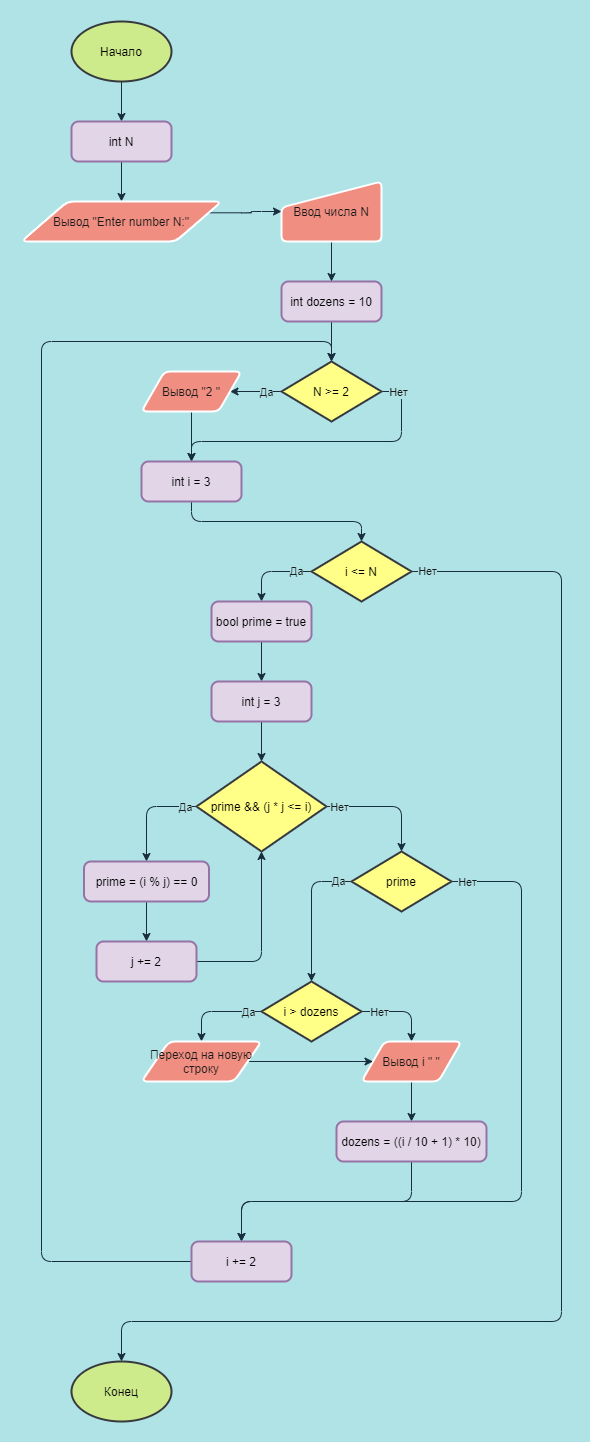 Начало
int N
Вывод "Enter number N:"
Ввод числа N
int dozens = 10
N >= 2
Да
Нет
Вывод "2 "
int i = 3
i <= N
Да
Нет
bool prime = true
int j = 3
prime && (j * j <= i)
Да
Нет
prime = (i % j) == 0
j += 2
prime
Да
Нет
i > dozens
Да
Нет
Переход на новую
строку
Вывод i " "
dozens = ((i / 10 + 1) * 10)
i += 2
Конец